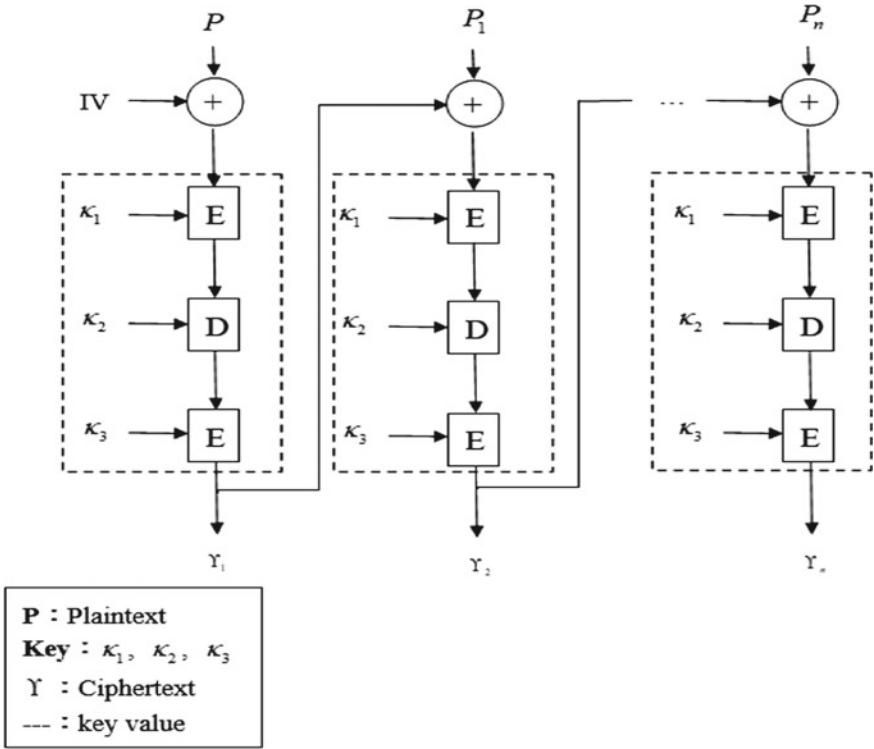 P P₁ Pₙ
IV + + ... +
κ₁ E κ₁ E κ₁ E
κ₂ D κ₂ D κ₂ D
κ₃ E κ₃ E κ₃ E
ϒ₁ ϒ₂ ϒₙ
P : Plaintext
Key : κ₁, κ₂, κ₃
ϒ : Ciphertext
--- : key value